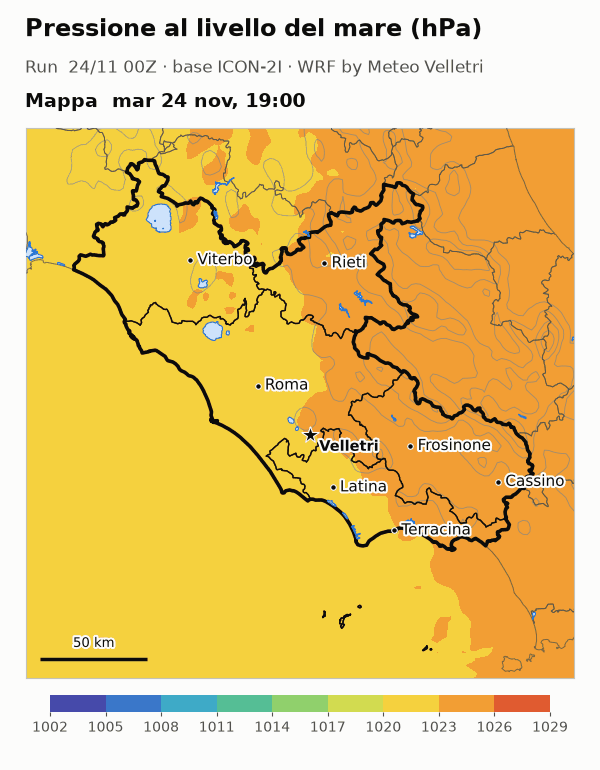 Pressione al livello del mare (hPa)
Run  24/11 00Z · base ICON-2I · WRF by Meteo Velletri
Mappa  mar 24 nov, 19:00
Viterbo
Rieti
Roma
Velletri
Frosinone
Latina
Cassino
Terracina
50 km
1002 1005 1008 1011 1014 1017 1020 1023 1026 1029